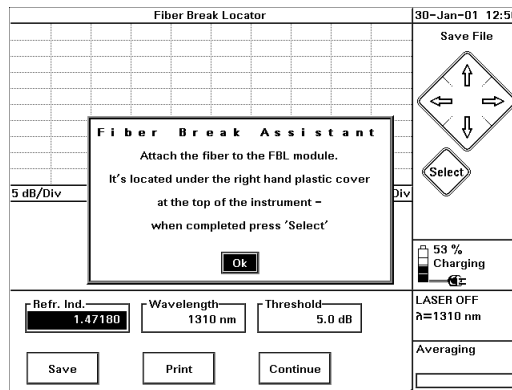 Fiber Break Locator
30-Jan-01 12:5
Save File
Fiber Break Assistant
Attach the fiber to the FBL module.
It's located under the right hand plastic cover
at the top of the instrument -
when completed press 'Select'
Ok
5 dB/Div
Div
Select
53 %
Charging
Refr. Ind.
1.47180
Wavelength
1310 nm
Threshold
5.0 dB
LASER OFF
λ=1310 nm
Averaging
Save
Print
Continue